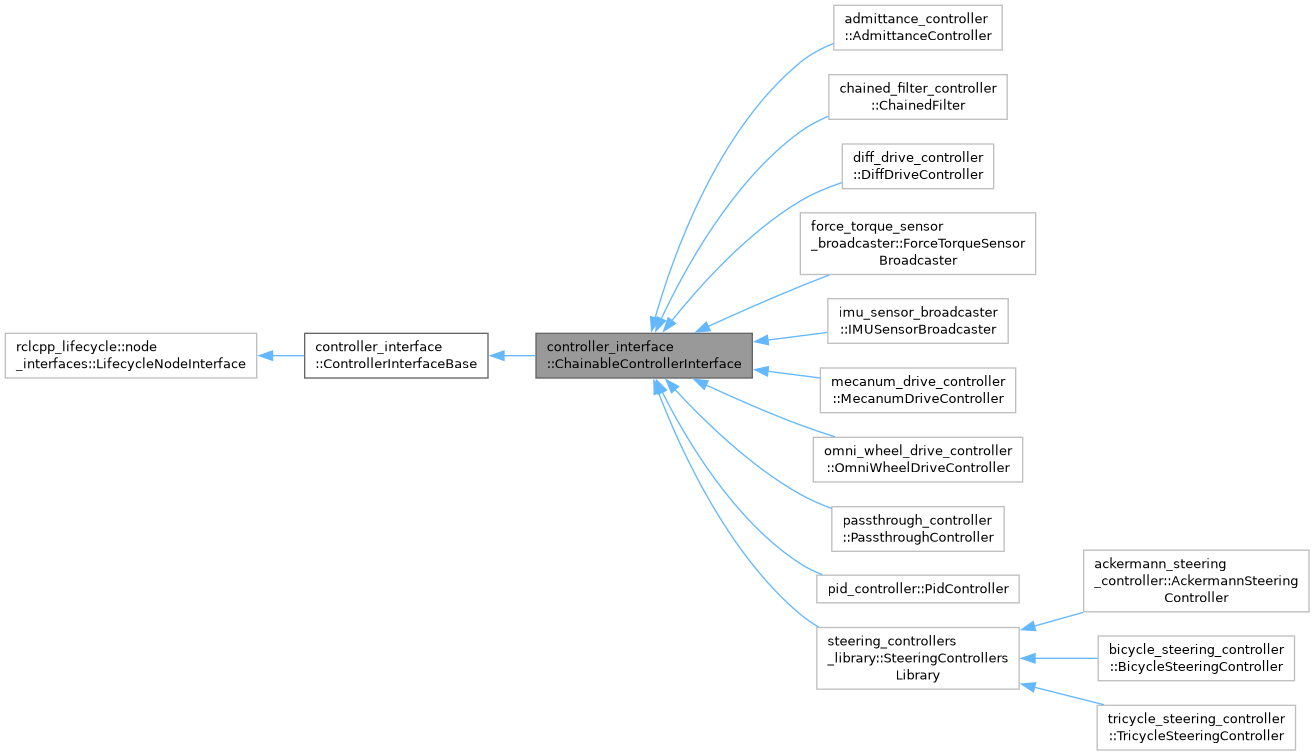 admittance_controller
::AdmittanceController
chained_filter_controller
::ChainedFilter
diff_drive_controller
::DiffDriveController
force_torque_sensor
_broadcaster::ForceTorqueSensor
Broadcaster
imu_sensor_broadcaster
::IMUSensorBroadcaster
rclcpp_lifecycle::node
_interfaces::LifecycleNodeInterface
controller_interface
::ControllerInterfaceBase
controller_interface
::ChainableControllerInterface
mecanum_drive_controller
::MecanumDriveController
omni_wheel_drive_controller
::OmniWheelDriveController
passthrough_controller
::PassthroughController
pid_controller::PidController
steering_controllers
_library::SteeringControllers
Library
ackermann_steering
_controller::AckermannSteering
Controller
bicycle_steering_controller
::BicycleSteeringController
tricycle_steering_controller
::TricycleSteeringController